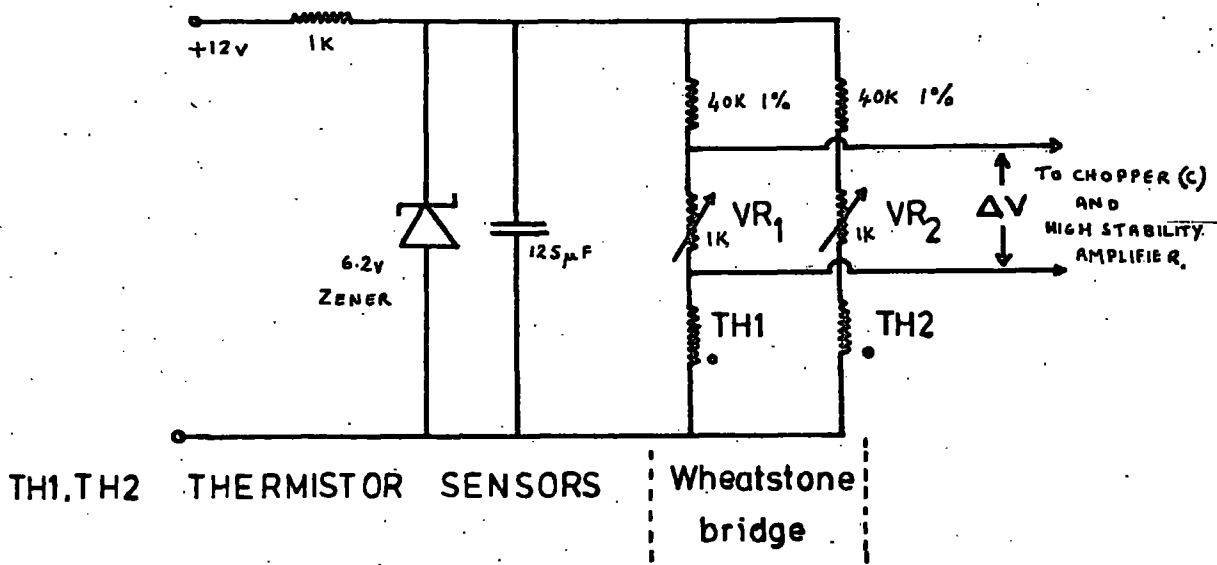 +12v
1K
40K 1%
40K 1%
VR1
1K
VR2
1K
ΔV
TO CHOPPER (C)
AND
HIGH STABILITY
AMPLIFIER.
6.2v
ZENER
125µF
TH1
TH2
TH1.TH2 THERMISTOR SENSORS
Wheatstone
bridge